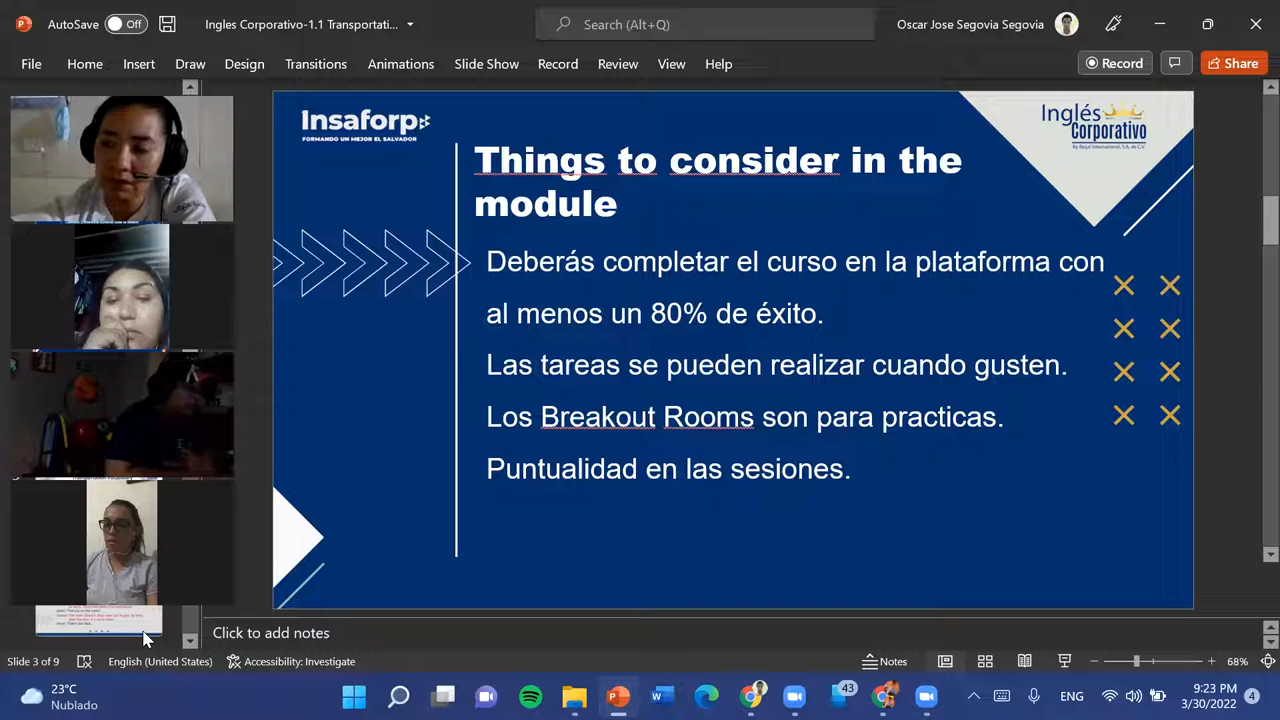 AutoSave
Off
Ingles Corporativo-1.1 Transportati...
Search (Alt+Q)
Oscar Jose Segovia Segovia
File
Home
Insert
Draw
Design
Transitions
Animations
Slide Show
Record
Review
View
Help
Record
Share
Insaforp
FORMANDO UN MEJOR EL SALVADOR
Inglés
Corporativo
Things to consider in the
module
Deberás completar el curso en la plataforma con
al menos un 80% de éxito.
Las tareas se pueden realizar cuando gusten.
Los Breakout Rooms son para practicas.
Puntualidad en las sesiones.
Click to add notes
Slide 3 of 9
English (United States)
Accessibility: Investigate
Notes
68%
23°C
Nublado
43
ENG
9:23 PM
3/30/2022
4